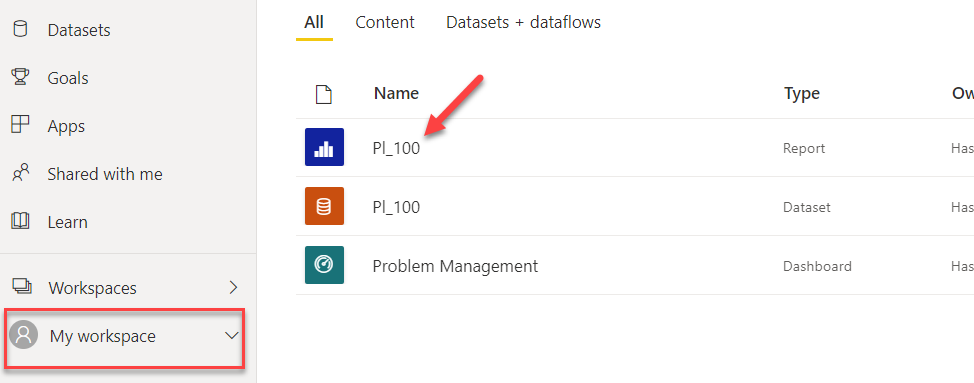 Datasets
Goals
Apps
Shared with me
Learn
Workspaces
My workspace
All Content Datasets + dataflows
Name Type Ow
Pl_100 Report Has
Pl_100 Dataset Has
Problem Management Dashboard Has